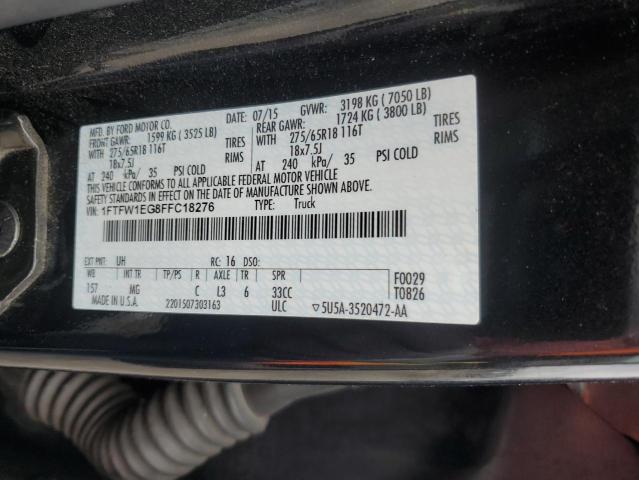 MFD. BY FORD MOTOR CO. DATE: 07/15 GVWR: 3198 KG ( 7050 LB)
FRONT GAWR: 1599 KG ( 3525 LB) REAR GAWR: 1724 KG ( 3800 LB)
WITH 275/65R18 116T TIRES WITH 275/65R18 116T TIRES
18x7.5J RIMS 18x7.5J RIMS
AT 240 kPa/ 35 PSI COLD AT 240 kPa/ 35 PSI COLD
THIS VEHICLE CONFORMS TO ALL APPLICABLE FEDERAL MOTOR VEHICLE
SAFETY STANDARDS IN EFFECT ON THE DATE OF MANUFACTURE SHOWN ABOVE.
VIN: 1FTFW1EG8FFC18276 TYPE: Truck
EXT PNT: UH RC: 16 DSO:
WB INT TR TP/PS R AXLE TR SPR F0029
157 MG C L3 6 33CC T0826
MADE IN U.S.A. 2201507303163 ULC ▽5U5A-3520472-AA